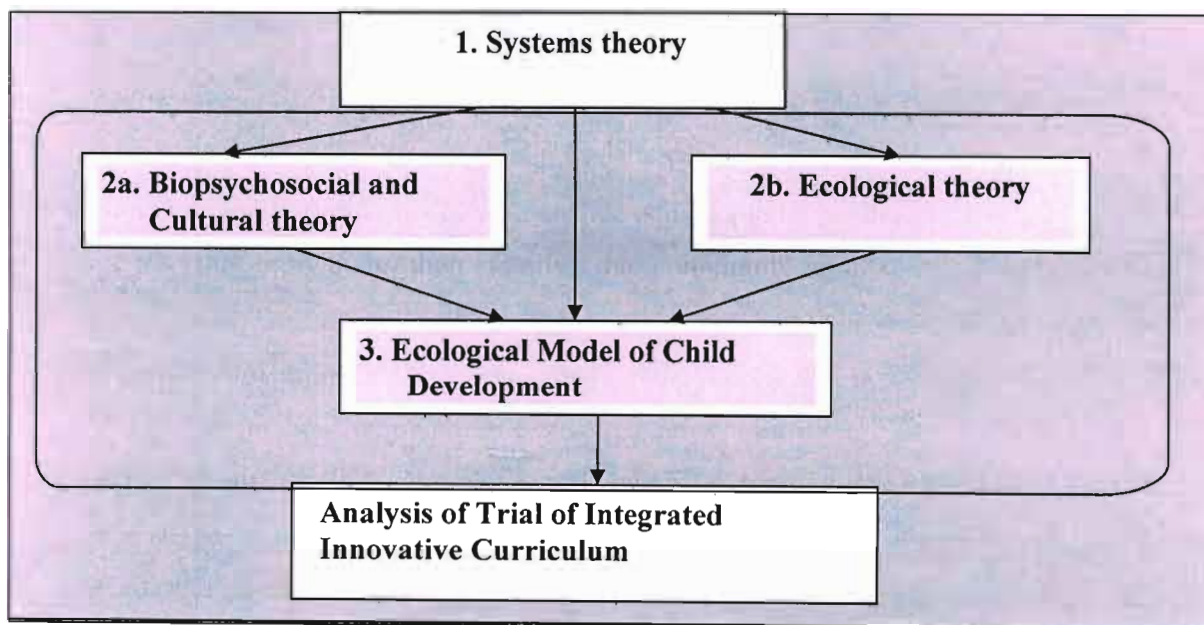 1. Systems theory
2a. Biopsychosocial and
Cultural theory
2b. Ecological theory
3. Ecological Model of Child
Development
Analysis of Trial of Integrated
Innovative Curriculum